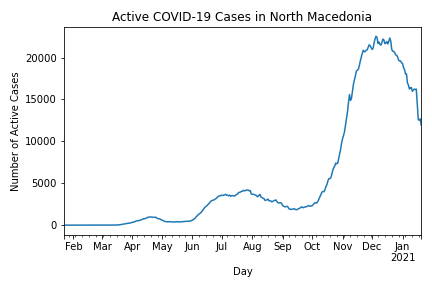 Active COVID-19 Cases in North Macedonia
Number of Active Cases
20000
15000
10000
5000
0
Feb Mar Apr May Jun Jul Aug Sep Oct Nov Dec Jan
2021
Day